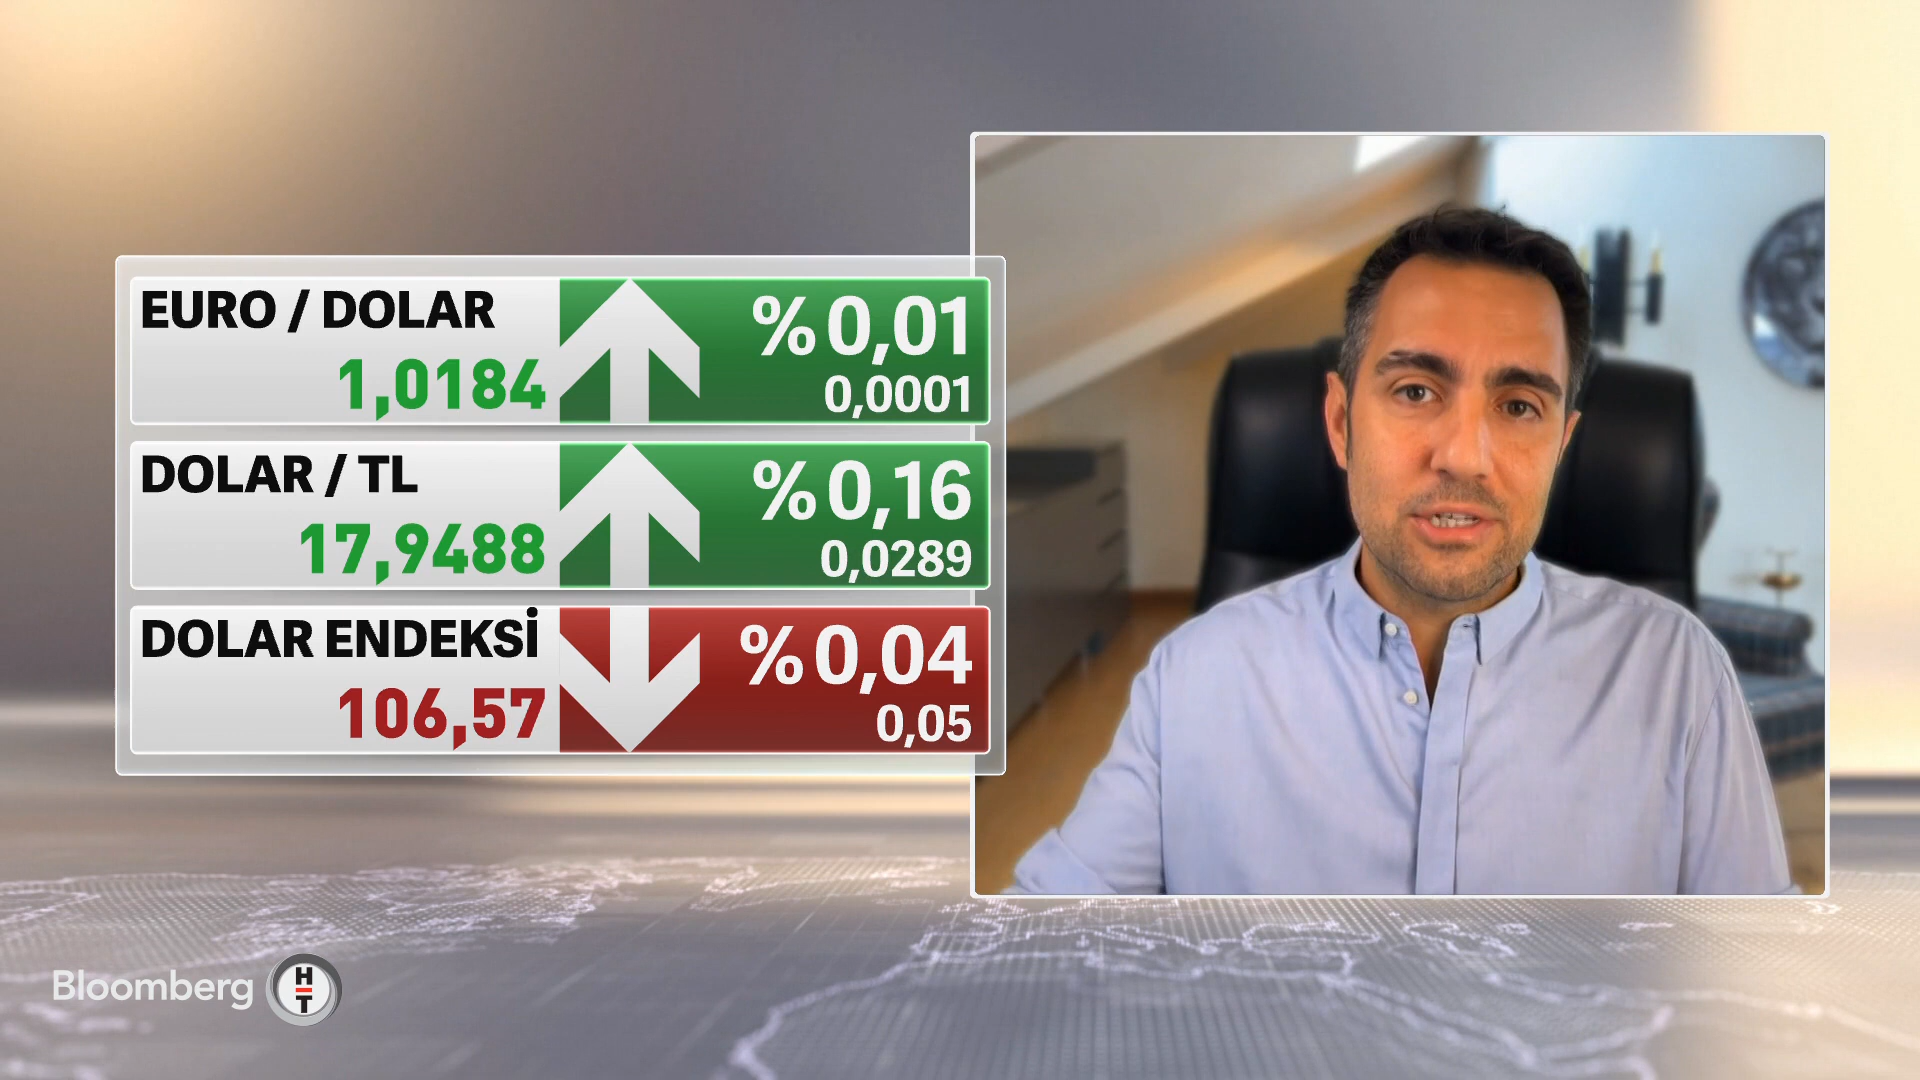 EURO / DOLAR
1,0184
%0,01
0,0001
DOLAR / TL
17,9488
%0,16
0,0289
DOLAR ENDEKSİ
106,57
%0,04
0,05
Bloomberg HT